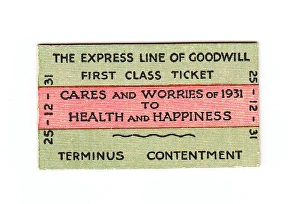 THE EXPRESS LINE OF GOODWILL
FIRST CLASS TICKET
CARES AND WORRIES OF 1931
TO
HEALTH AND HAPPINESS
TERMINUS CONTENTMENT
25-12-31
25-12-31